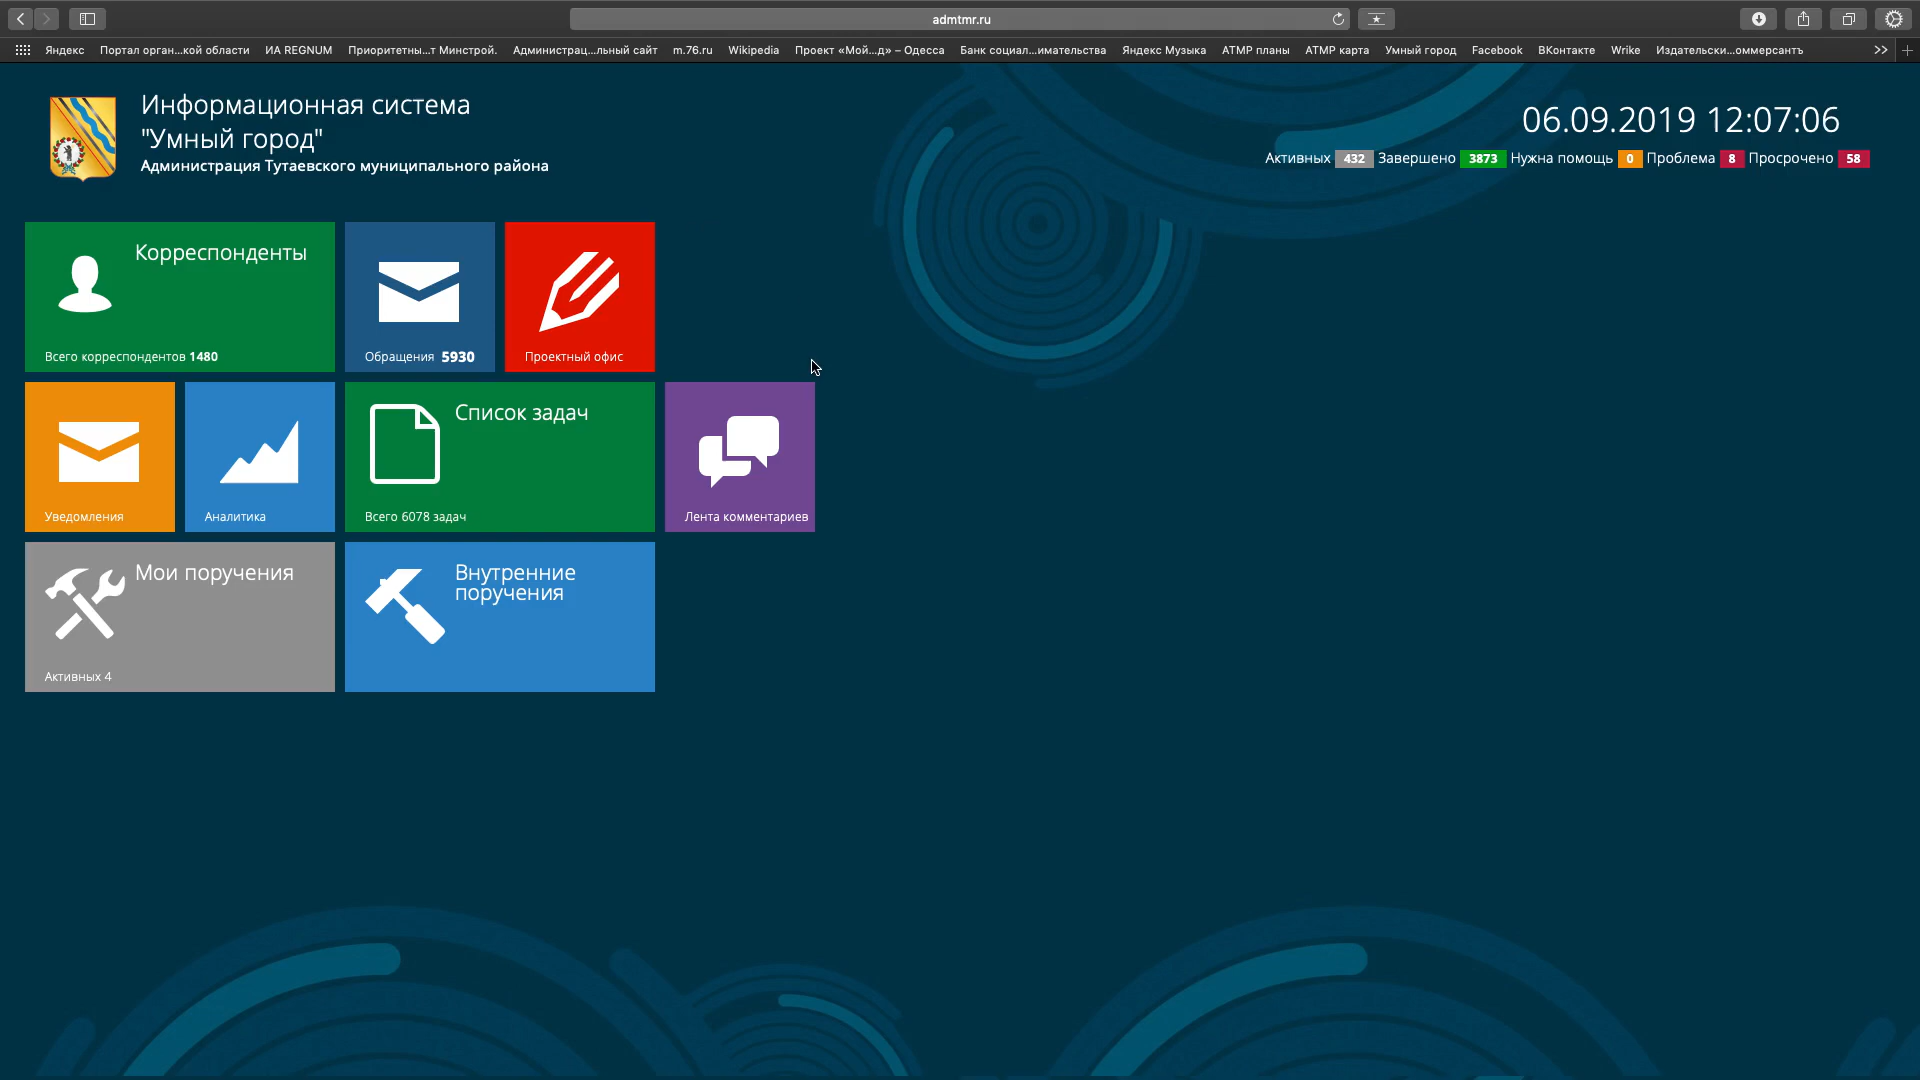 admtmr.ru
Яндекс Портал орган...кой области ИА REGNUM Приоритетны...т Минстрой. Администрац...льный сайт m.76.ru Wikipedia Проект «Мой...д» – Одесса Банк социал...имательства Яндекс Музыка АТМР планы АТМР карта Умный город Facebook ВКонтакте Wrike Издательски...оммерсантъ
Информационная система
"Умный город"
Администрация Тутаевского муниципального района
06.09.2019 12:07:06
Активных 432 Завершено 3873 Нужна помощь 0 Проблема 8 Просрочено 58
Корреспонденты
Всего корреспондентов 1480
Обращения 5930
Проектный офис
Уведомления
Аналитика
Список задач
Всего 6078 задач
Лента комментариев
Мои поручения
Активных 4
Внутренние
поручения